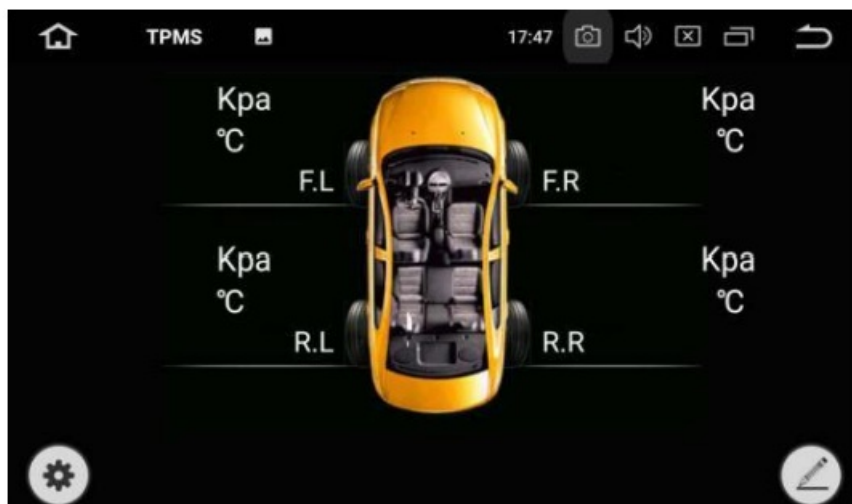 TPMS 17:47
Kpa Kpa
℃ ℃
F.L F.R
Kpa Kpa
℃ ℃
R.L R.R